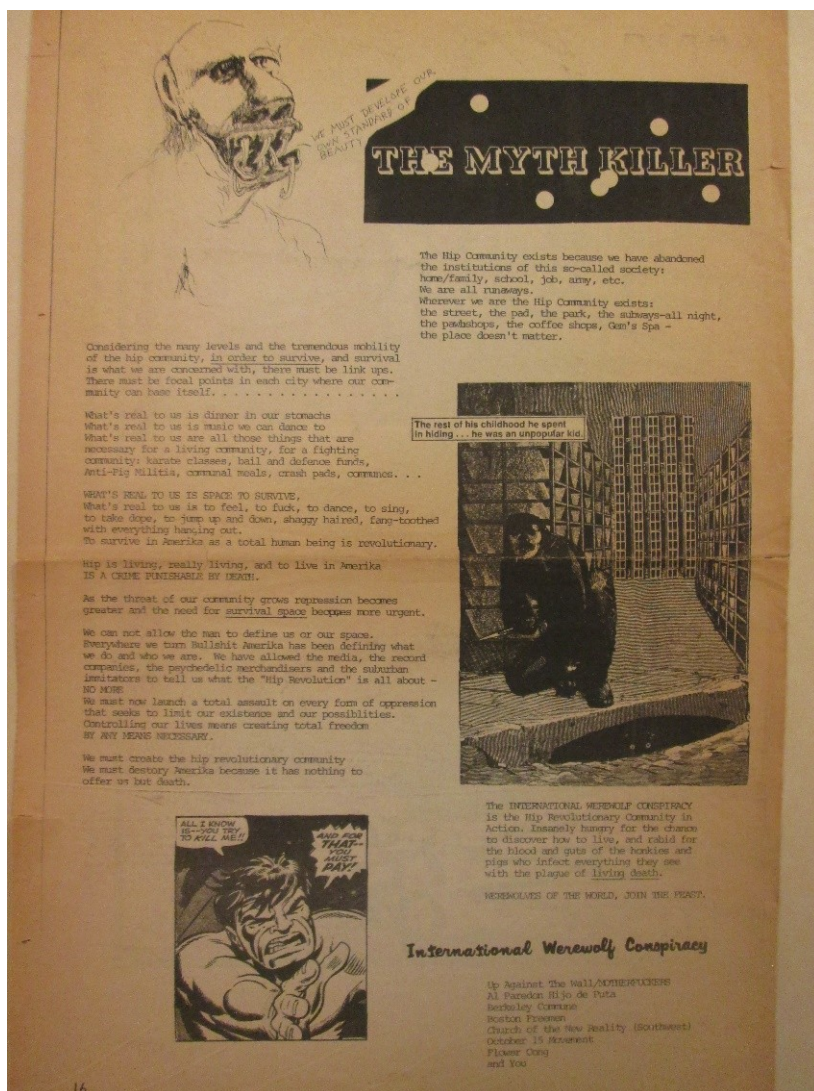 WE MUST DEVELOPE OUR
OWN STANDARD OF
BEAUTY
THE MYTH KILLER
The Hip Community exists because we have abandoned
the institutions of this so-called society:
home/family, school, job, army, etc.
We are all runaways.
Wherever we are the Hip Community exists:
the street, the pad, the park, the subways-all night,
the pawnshops, the coffee shops, Gem's Spa -
the place doesn't matter.
Considering the many levels and the tremendous mobility
of the hip community, in order to survive, and survival
is what we are concerned with, there must be link ups.
There must be focal points in each city where our com-
munity can base itself. . . . . . . . . . . . . . . . .
What's real to us is dinner in our stomachs
What's real to us is music we can dance to
What's real to us are all those things that are
necessary for a living community, for a fighting
community: karate classes, bail and defence funds,
Anti-Pig Militia, communal meals, crash pads, communes. . .
WHAT'S REAL TO US IS SPACE TO SURVIVE,
What's real to us is to feel, to fuck, to dance, to sing,
to take dope, to jump up and down, shaggy haired, fang-toothed
with everything hanging out.
To survive in Amerika as a total human being is revolutionary.
Hip is living, really living, and to live in Amerika
IS A CRIME PUNISHABLE BY DEATH.
As the threat of our community grows repression becomes
greater and the need for survival space becomes more urgent.
We can not allow the man to define us or our space.
Everywhere we turn Bullshit Amerika has been defining what
we do and who we are. We have allowed the media, the record
companies, the psychedelic merchandisers and the suburban
immitators to tell us what the "Hip Revolution" is all about -
NO MORE
We must now launch a total assault on every form of oppression
that seeks to limit our existence and our possiblities.
Controlling our lives means creating total freedom
BY ANY MEANS NECESSARY.
We must create the hip revolutionary community
We must destory Amerika because it has nothing to
offer us but death.
The rest of his childhood he spent
in hiding . . . he was an unpopular kid.
ALL I KNOW
IS--YOU TRY
TO KILL ME!!
AND FOR
THAT--
YOU
MUST
PAY!
The INTERNATIONAL WEREWOLF CONSPIRACY
is the Hip Revolutionary Community in
Action. Insanely hungry for the chance
to discover how to live, and rabid for
the blood and guts of the honkies and
pigs who infect everything they see
with the plague of living death.
WEREWOLVES OF THE WORLD, JOIN THE FEAST.
International Werewolf Conspiracy
Up Against The Wall/MOTHERFUCKERS
Al Paredon Hijo de Puta
Berkeley Commune
Boston Freemen
Church of the New Reality (Southwest)
October 15 Movement
Flower Cong
and You
16